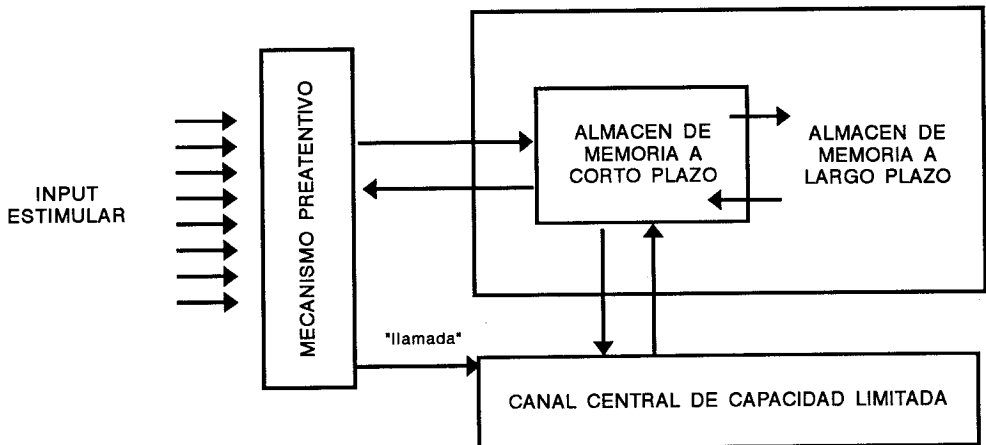 INPUT
ESTIMULAR
MECANISMO PREATENTIVO
ALMACEN DE
MEMORIA A
CORTO PLAZO
ALMACEN DE
MEMORIA A
LARGO PLAZO
"llamada"
CANAL CENTRAL DE CAPACIDAD LIMITADA